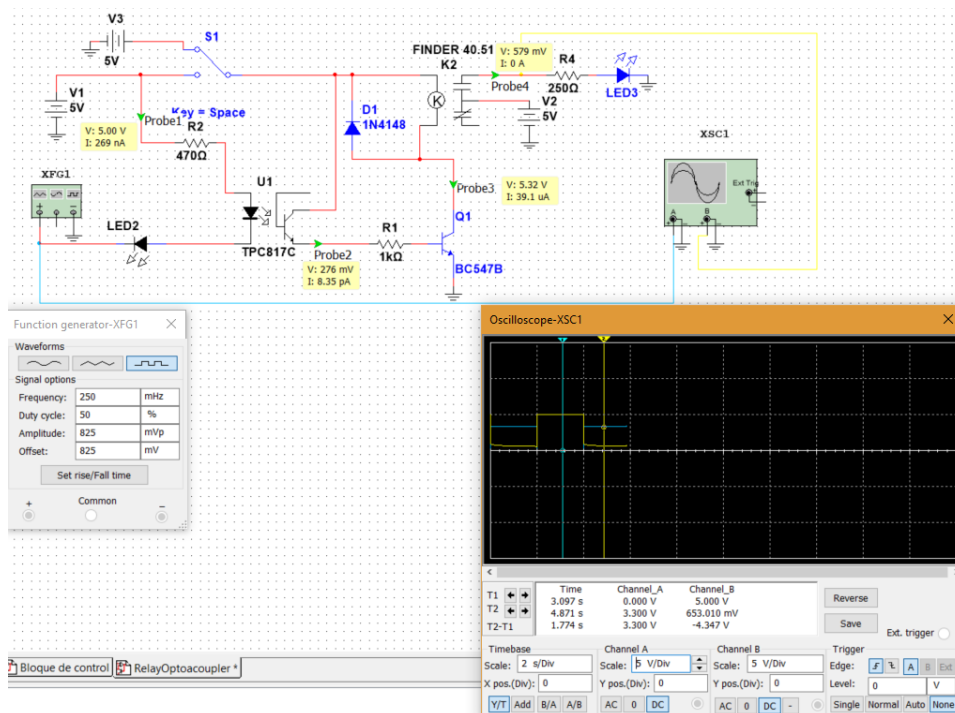 V3
5V
S1
V1
5V
Key = Space
Probe1
V: 5.00 V
I: 269 nA
R2
470Ω
D1
1N4148
FINDER 40.51
K2
K
V: 579 mV
I: 0 A
Probe4
R4
250Ω
LED3
V2
5V
XSC1
Ext Trig
A
B
XFG1
LED2
U1
TPC817C
Probe2
V: 276 mV
I: 8.35 pA
R1
1kΩ
Probe3
V: 5.32 V
I: 39.1 uA
Q1
BC547B
Function generator-XFG1
Waveforms
Signal options
Frequency: 250 mHz
Duty cycle: 50 %
Amplitude: 825 mVp
Offset: 825 mV
Set rise/Fall time
+ Common −
Oscilloscope-XSC1
Time Channel_A Channel_B
T1 3.097 s 0.000 V 5.000 V
T2 4.871 s 3.300 V 653.010 mV
T2-T1 1.774 s 3.300 V -4.347 V
Reverse
Save
Ext. trigger
Timebase
Scale: 2 s/Div
X pos.(Div): 0
Y/T Add B/A A/B
Channel A
Scale: 5 V/Div
Y pos.(Div): 0
AC 0 DC
Channel B
Scale: 5 V/Div
Y pos.(Div): 0
AC 0 DC -
Trigger
Edge: A B Ext
Level: 0 V
Single Normal Auto None
Bloque de control
RelayOptoacoupler *